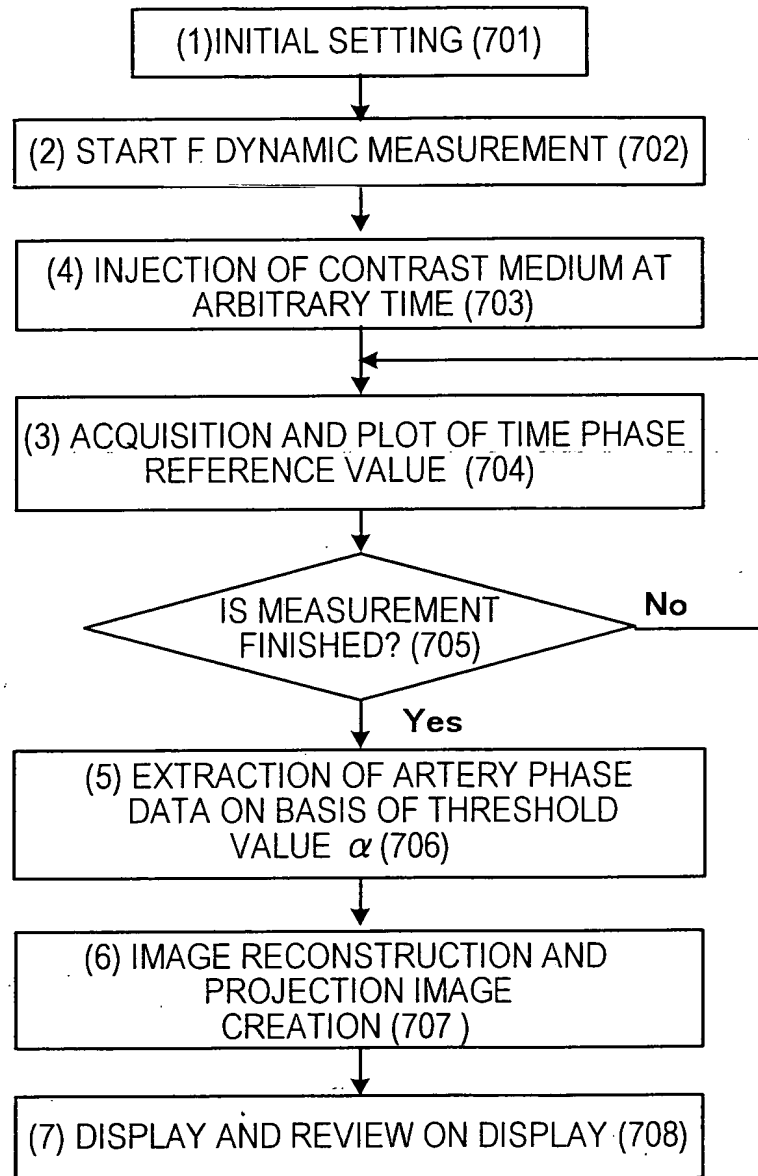 (1)INITIAL SETTING (701)
(2) START F DYNAMIC MEASUREMENT (702)
(4) INJECTION OF CONTRAST MEDIUM AT
ARBITRARY TIME (703)
(3) ACQUISITION AND PLOT OF TIME PHASE
REFERENCE VALUE (704)
IS MEASUREMENT
FINISHED? (705)
No
Yes
(5) EXTRACTION OF ARTERY PHASE
DATA ON BASIS OF THRESHOLD
VALUE α (706)
(6) IMAGE RECONSTRUCTION AND
PROJECTION IMAGE
CREATION (707 )
(7) DISPLAY AND REVIEW ON DISPLAY (708)